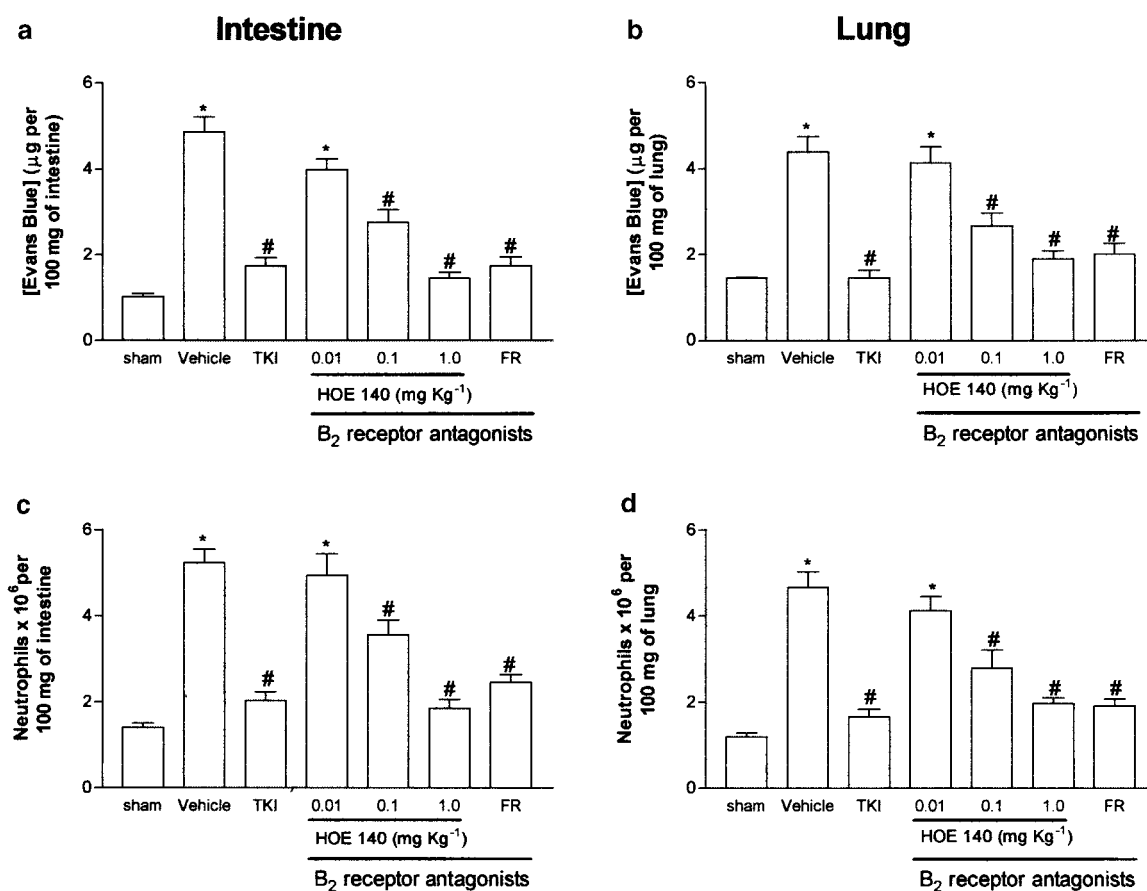 a
Intestine
[Evans Blue] (µg per
100 mg of intestine)
6
4
2
0
*
#
*
#
#
#
sham Vehicle TKI 0.01 0.1 1.0 FR
HOE 140 (mg Kg⁻¹)
B₂ receptor antagonists
b
Lung
[Evans Blue] (µg per
100 mg of lung)
6
4
2
0
*
#
*
#
#
#
sham Vehicle TKI 0.01 0.1 1.0 FR
HOE 140 (mg Kg⁻¹)
B₂ receptor antagonists
c
Neutrophils x 10⁶ per
100 mg of intestine
6
4
2
0
*
#
*
#
#
#
sham Vehicle TKI 0.01 0.1 1.0 FR
HOE 140 (mg Kg⁻¹)
B₂ receptor antagonists
d
Neutrophils x 10⁶ per
100 mg of lung
6
4
2
0
*
#
*
#
#
#
sham Vehicle TKI 0.01 0.1 1.0 FR
HOE 140 (mg Kg⁻¹)
B₂ receptor antagonists